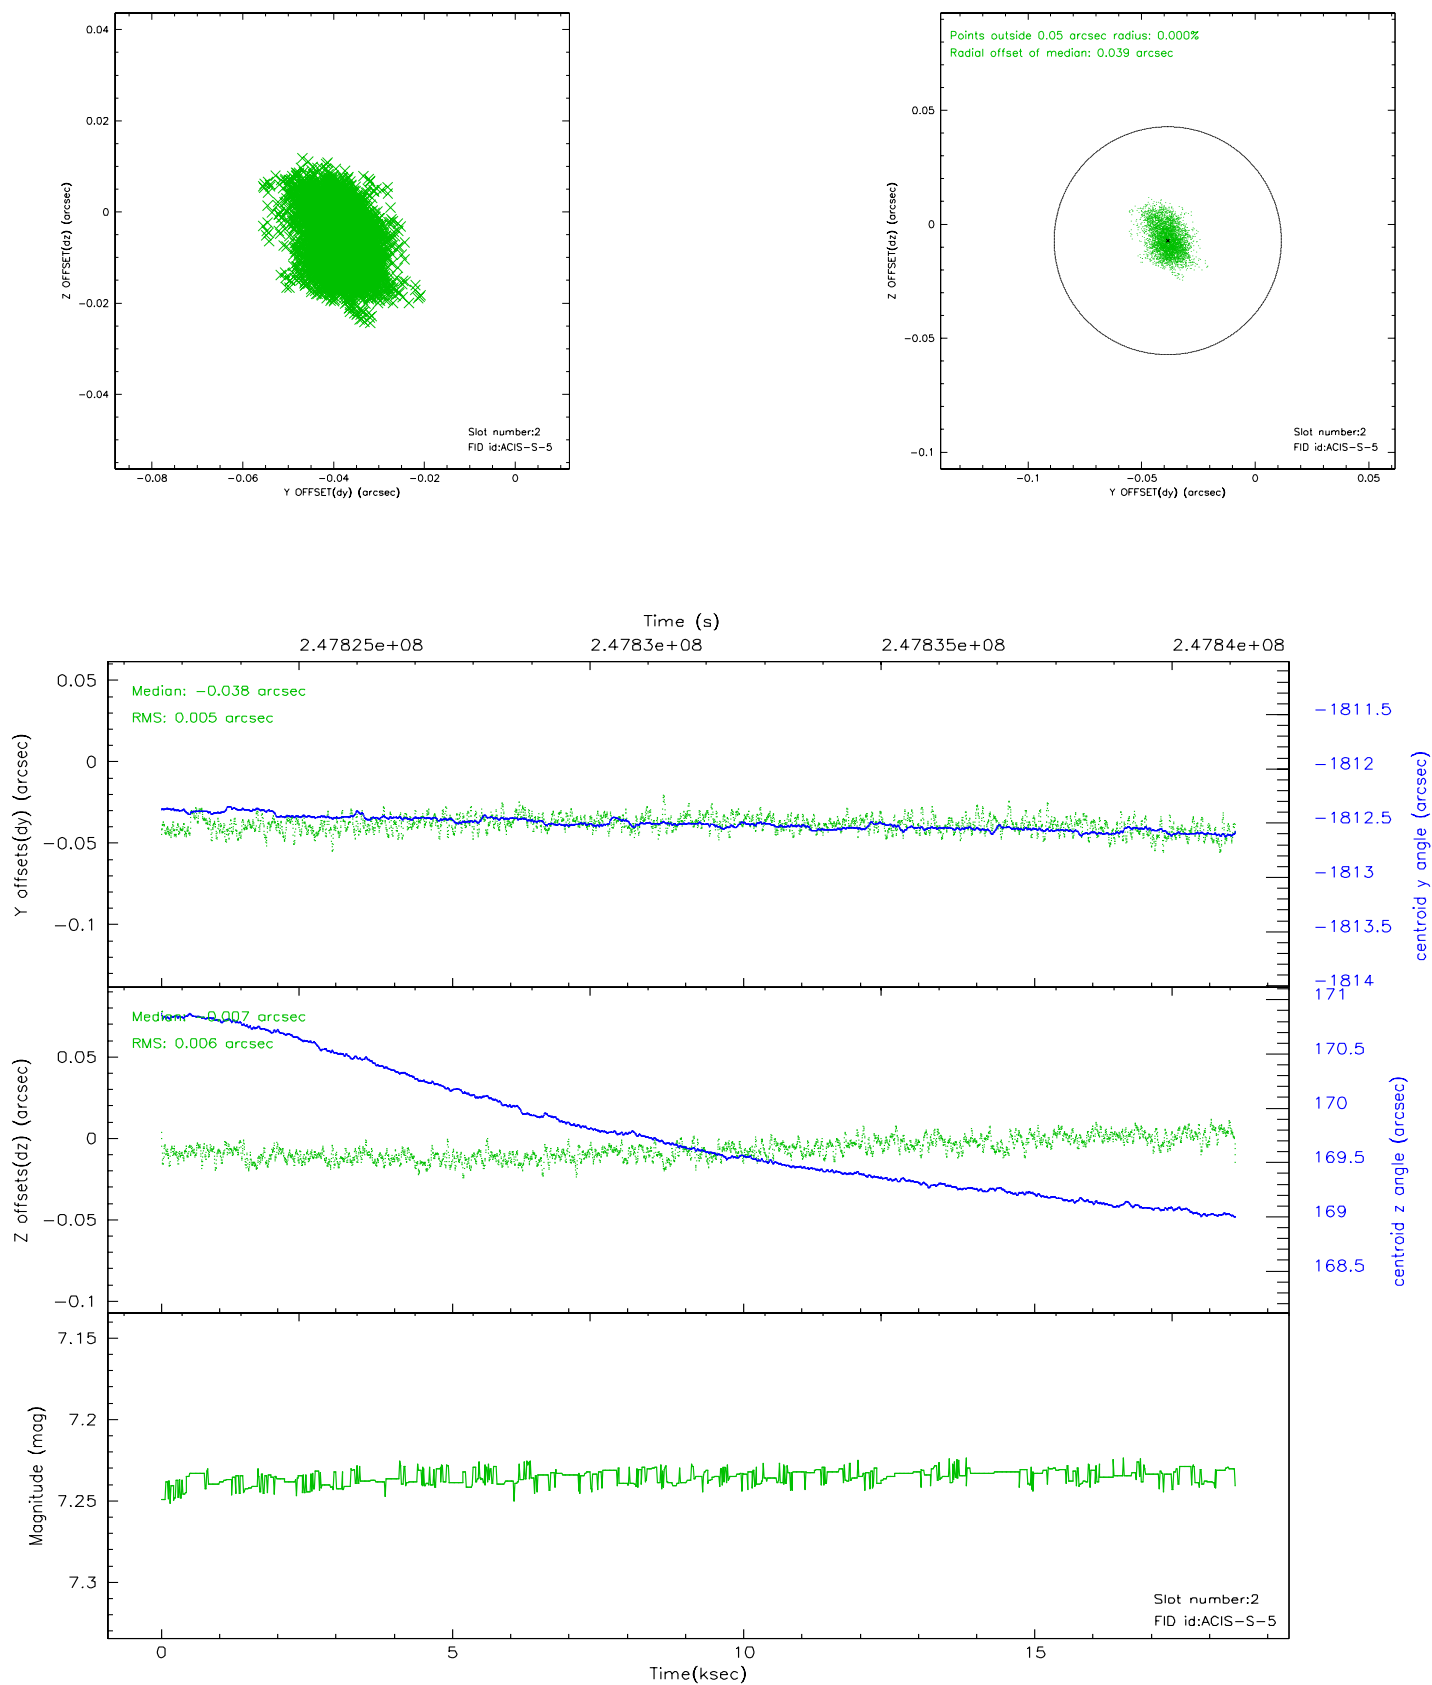 0.04
0.02
0
−0.02
−0.04
Z OFFSET(dz) (arcsec)
Slot number:2
FID id:ACIS−S−5
−0.08 −0.06 −0.04 −0.02 0
Y OFFSET(dy) (arcsec)
Points outside 0.05 arcsec radius: 0.000%
Radial offset of median: 0.039 arcsec
0.05
0
−0.05
−0.1
Z OFFSET(dz) (arcsec)
Slot number:2
FID id:ACIS−S−5
−0.1 −0.05 0 0.05
Y OFFSET(dy) (arcsec)
Time (s)
2.47825e+08 2.4783e+08 2.47835e+08 2.4784e+08
Median: −0.038 arcsec
RMS: 0.005 arcsec
0.05
0
−0.05
−0.1
Y offsets(dy) (arcsec)
−1811.5
−1812
−1812.5
−1813
−1813.5
−1814
centroid y angle (arcsec)
Median: −0.007 arcsec
RMS: 0.006 arcsec
0.05
0
−0.05
−0.1
Z offsets(dz) (arcsec)
171
170.5
170
169.5
169
168.5
centroid z angle (arcsec)
7.15
7.2
7.25
7.3
Magnitude (mag)
Slot number:2
FID id:ACIS−S−5
0 5 10 15
Time(ksec)